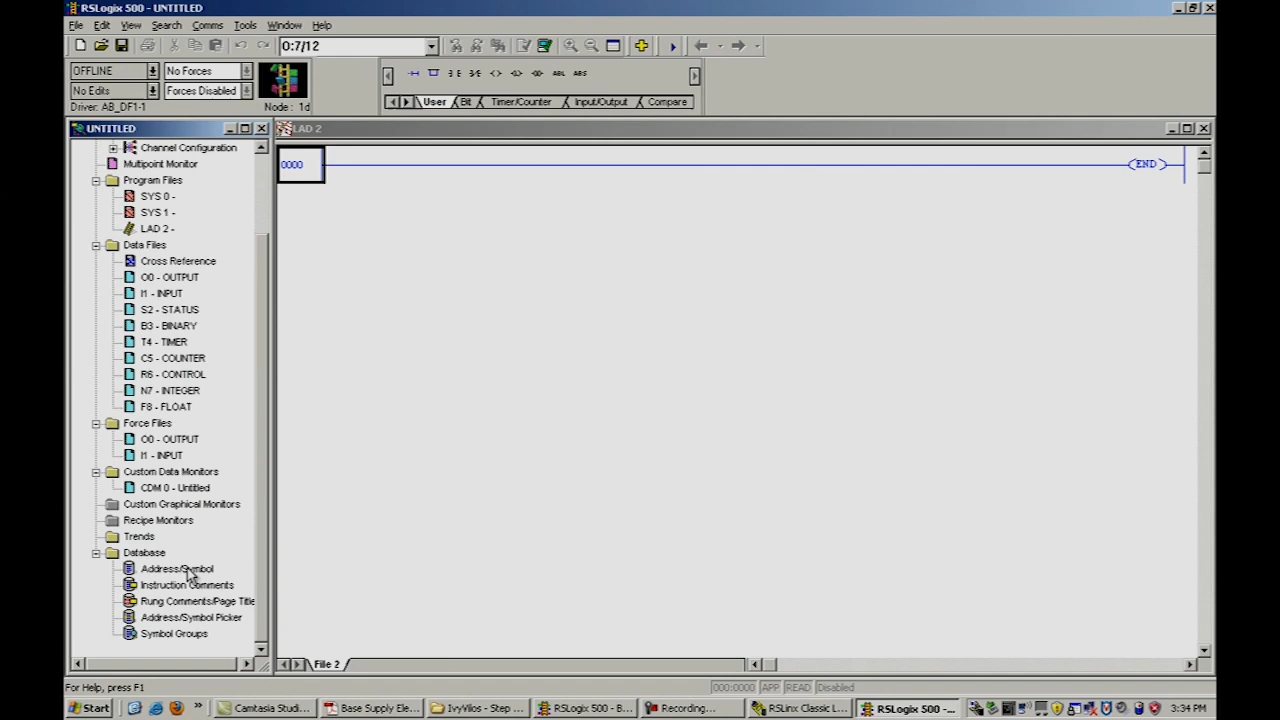 RSLogix 500 - UNTITLED
File Edit View Search Comms Tools Window Help
O:7/12
OFFLINE No Forces
No Edits Forces Disabled
Driver: AB_DF1-1 Node : 1d
ABL ABS
User Bit Timer/Counter Input/Output Compare
UNTITLED
LAD 2
Channel Configuration
Multipoint Monitor
Program Files
SYS 0 -
SYS 1 -
LAD 2 -
Data Files
Cross Reference
O0 - OUTPUT
I1 - INPUT
S2 - STATUS
B3 - BINARY
T4 - TIMER
C5 - COUNTER
R6 - CONTROL
N7 - INTEGER
F8 - FLOAT
Force Files
O0 - OUTPUT
I1 - INPUT
Custom Data Monitors
CDM 0 - Untitled
Custom Graphical Monitors
Recipe Monitors
Trends
Database
Address/Symbol
Instruction Comments
Rung Comments/Page Title
Address/Symbol Picker
Symbol Groups
0000
END
File 2
For Help, press F1
000:0000 APP READ Disabled
Start Camtasia Studi... Base Supply Ele... IvyVilos - Step ... RSLogix 500 - B... Recording... RSLinx Classic L... RSLogix 500 -... 3:34 PM